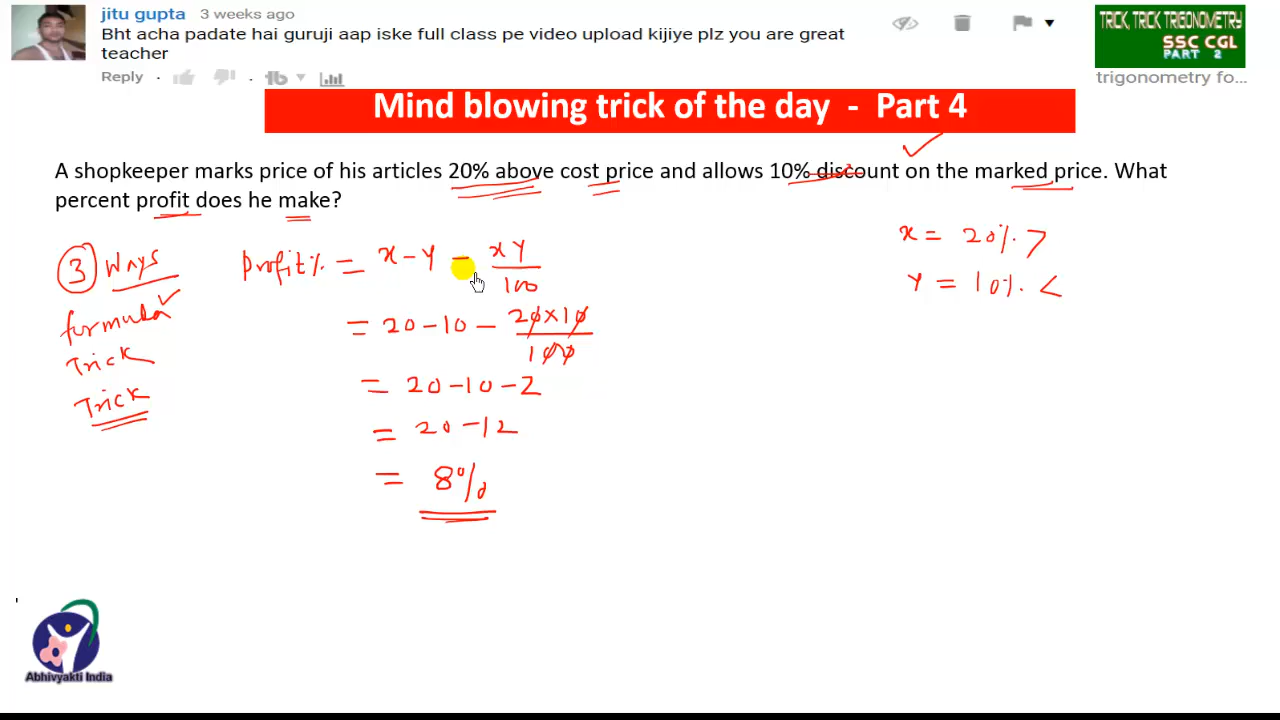 jitu gupta 3 weeks ago
Bht acha padate hai guruji aap iske full class pe video upload kijiye plz you are great
teacher
Reply
TRICK TRICK TRIGONOMETRY
SSC CGL
PART 2
trigonometry fo...
Mind blowing trick of the day - Part 4
A shopkeeper marks price of his articles 20% above cost price and allows 10% discount on the marked price. What
percent profit does he make?
3 Ways
formula
Trick
Trick
Profit% = x - Y - xY/100
= 20 - 10 - 20×10/100
= 20 - 10 - 2
= 20 - 12
= 8%
x = 20% >
Y = 10% <
Abhivyakti India